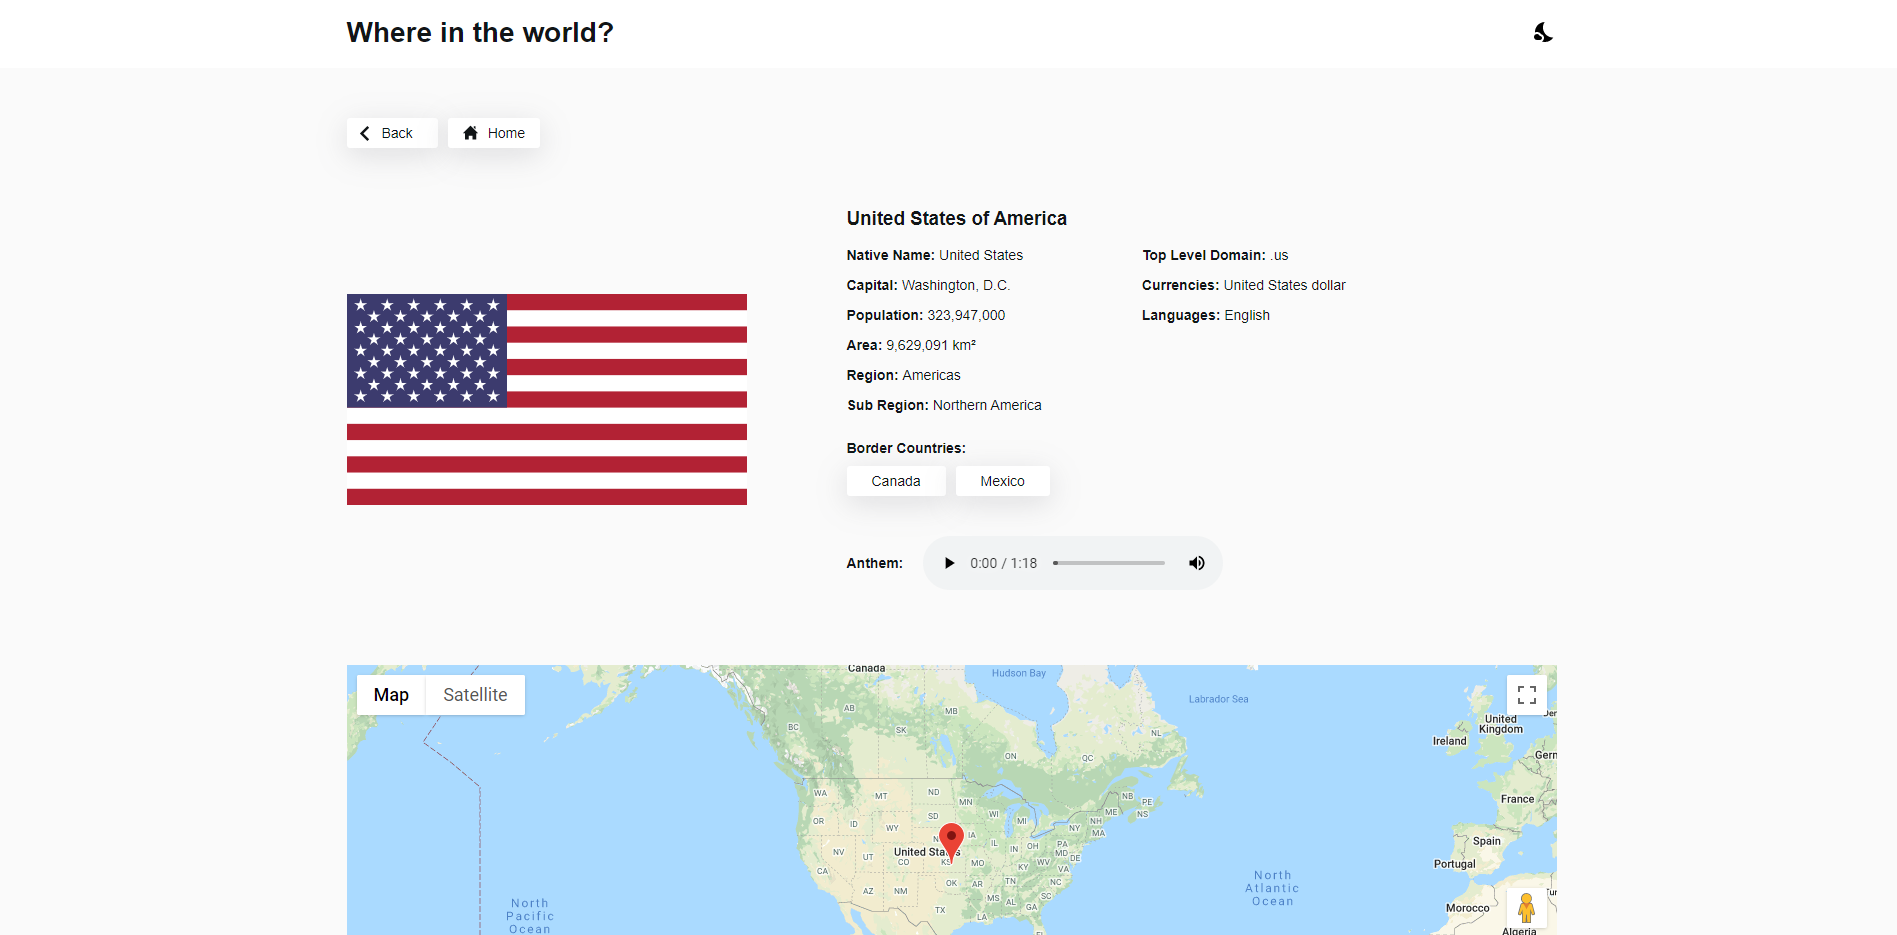 Where in the world?
Back
Home
United States of America
Native Name: United States
Capital: Washington, D.C.
Population: 323,947,000
Area: 9,629,091 km²
Region: Americas
Sub Region: Northern America
Top Level Domain: .us
Currencies: United States dollar
Languages: English
Border Countries:
Canada
Mexico
Anthem:
0:00 / 1:18
Map
Satellite
Canada
Hudson Bay
Labrador Sea
AB
MB
BC
SK
NL
ON
QC
United
Kingdom
Ireland
Germ
WA
MT
ND
MN
NB
PE
NS
ME
France
OR
ID
WY
SD
WI
MI
NY
NH
MA
IA
NV
UT
CO
United States
KS
MO
IL
IN
OH
PA
MD
DE
KY
WV
VA
Spain
Portugal
CA
AZ
NM
OK
AR
TN
NC
SC
MS
AL
GA
TX
LA
North
Pacific
Ocean
North
Atlantic
Ocean
Morocco
Algeria